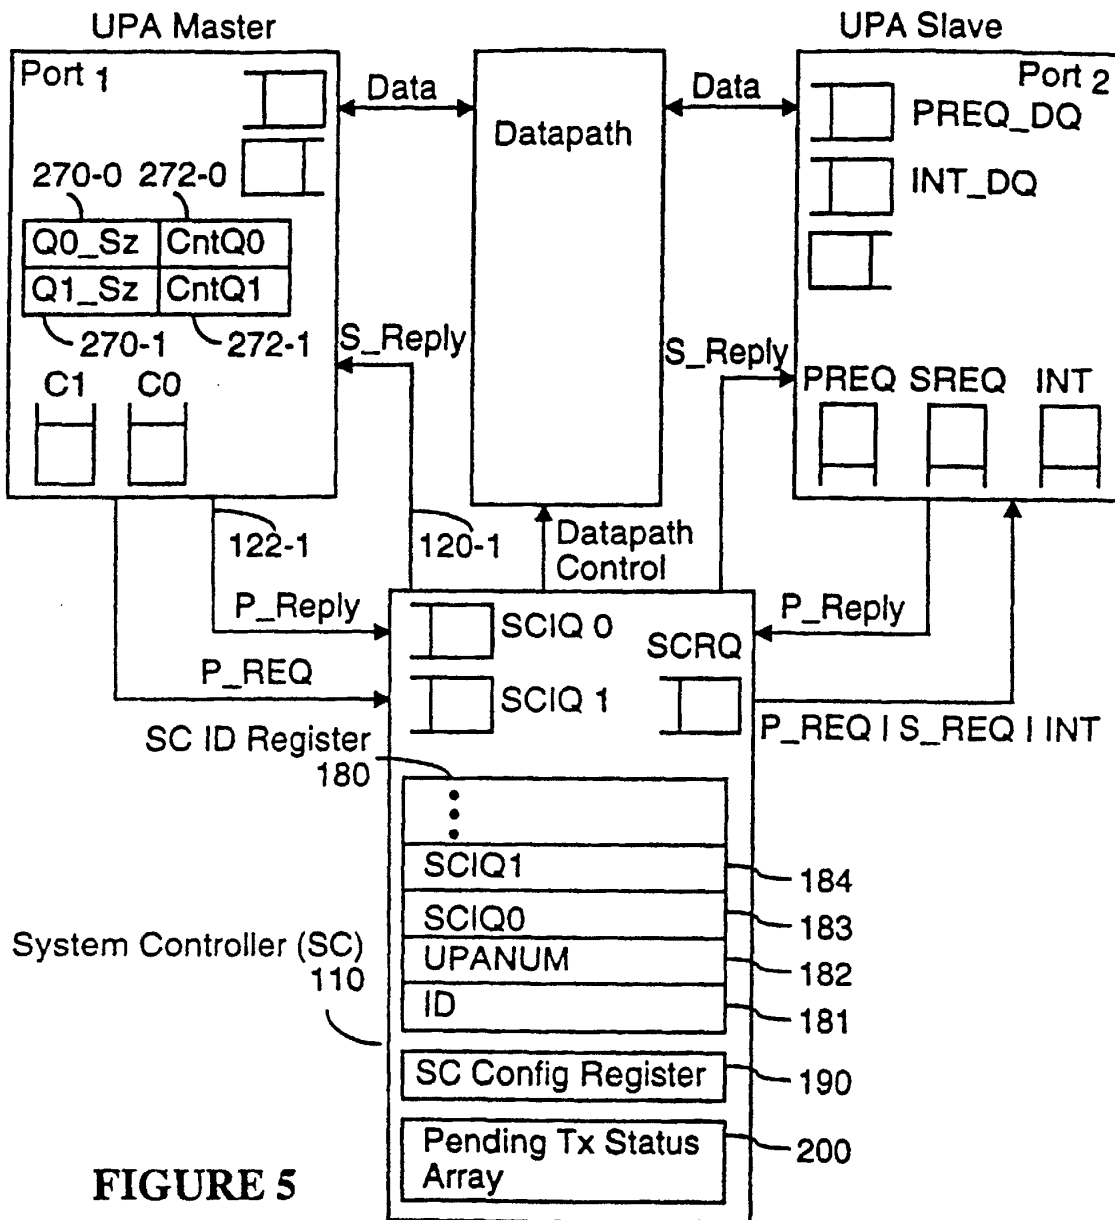 UPA Master
UPA Slave
Port 1
Port 2
Data
Data
Datapath
PREQ_DQ
INT_DQ
270-0
272-0
Q0_Sz
CntQ0
Q1_Sz
CntQ1
270-1
272-1
S_Reply
S_Reply
C1
C0
PREQ
SREQ
INT
122-1
120-1
Datapath
Control
P_Reply
P_Reply
SCIQ 0
SCRQ
P_REQ
SCIQ 1
P_REQ | S_REQ | INT
SC ID Register
180
SCIQ1
184
SCIQ0
183
System Controller (SC)
110
UPANUM
182
ID
181
SC Config Register
190
Pending Tx Status
Array
200
FIGURE 5